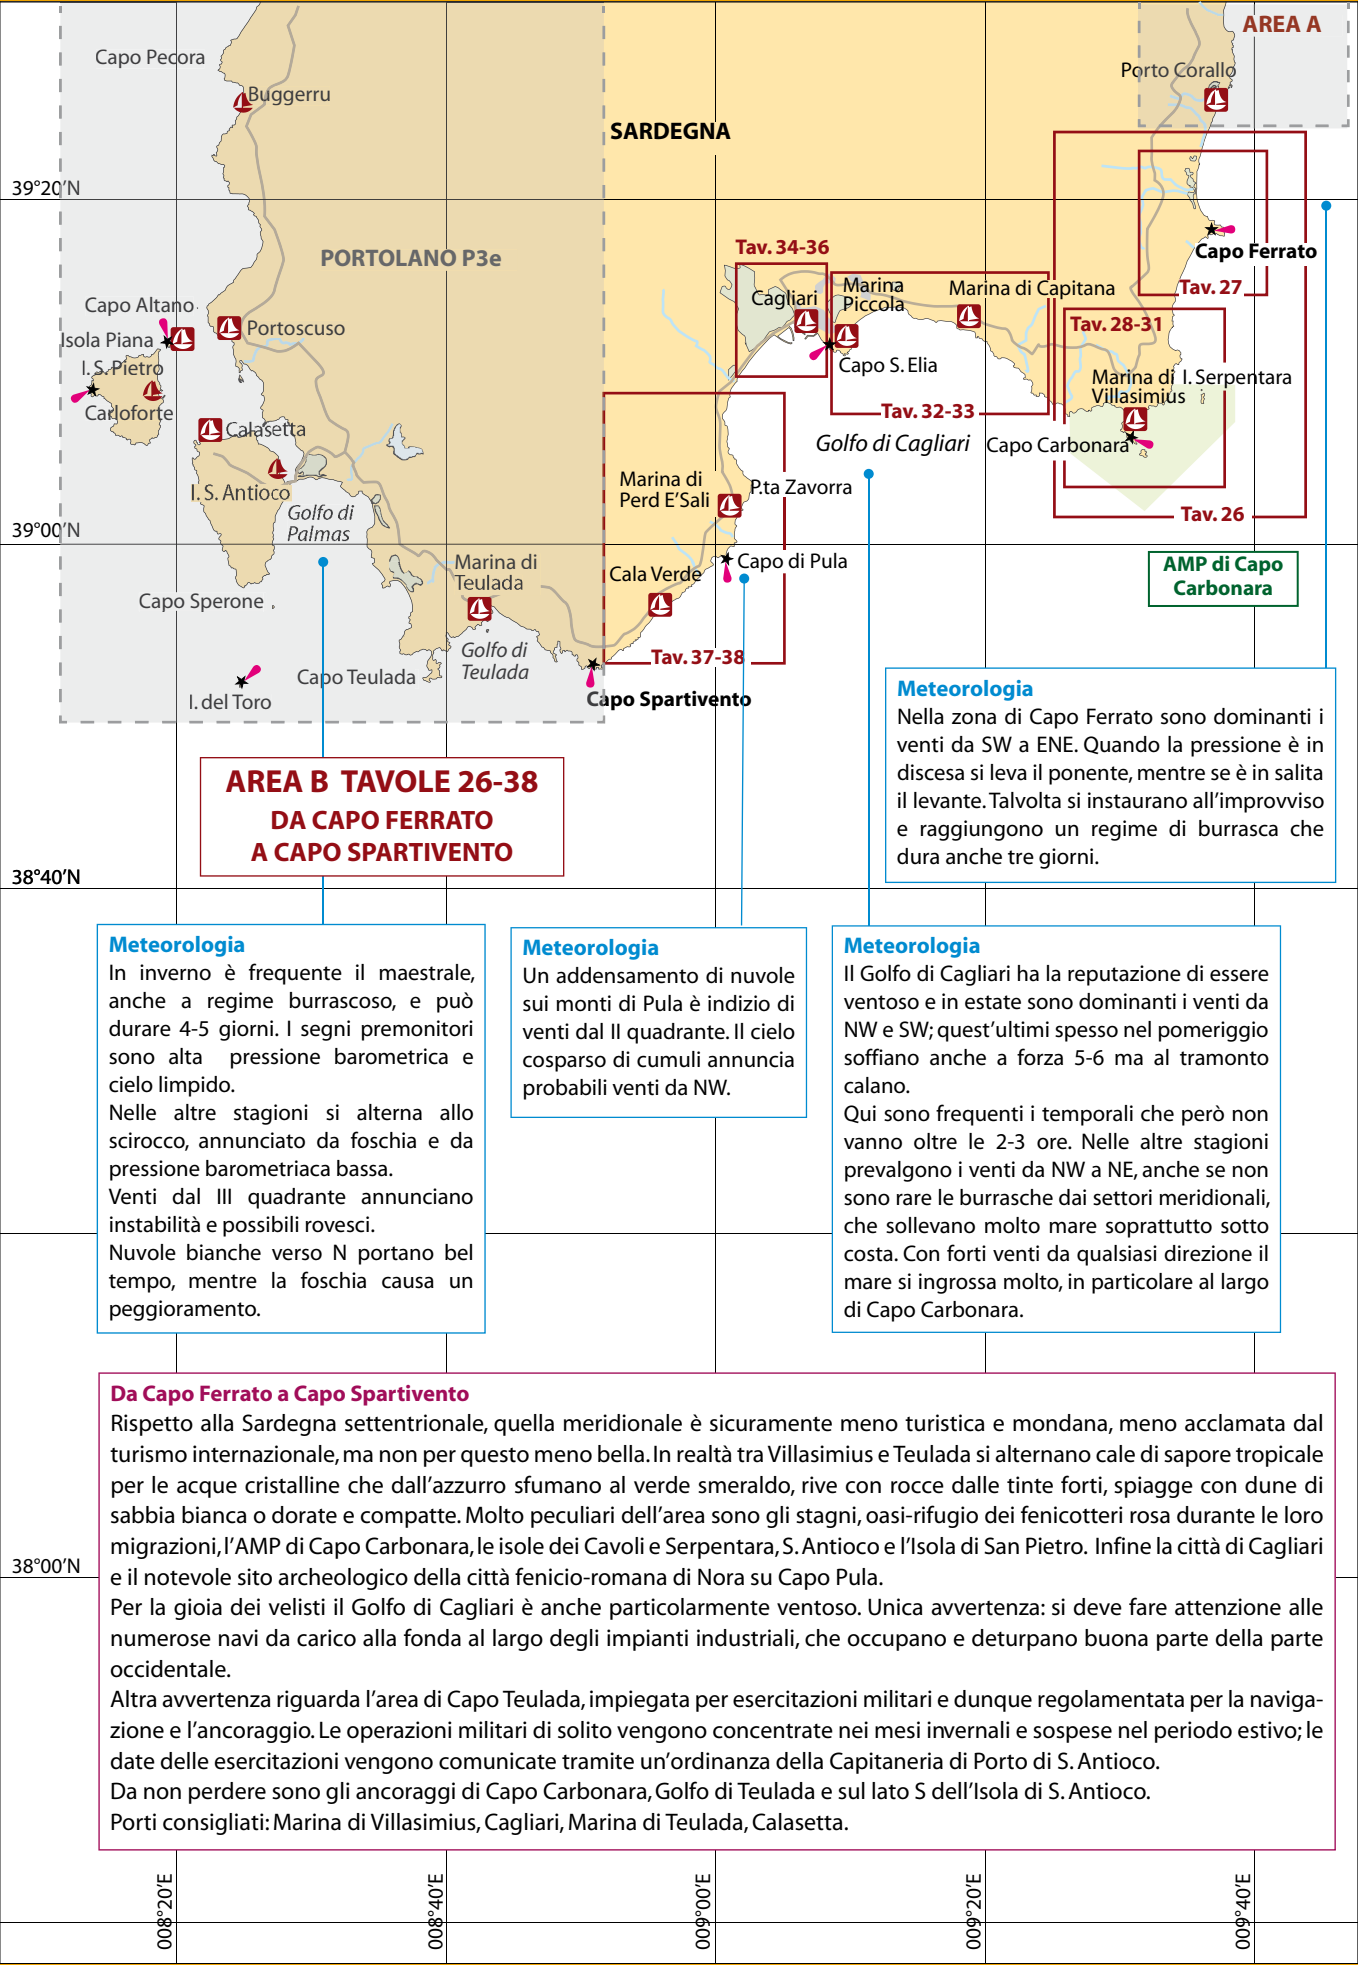 AREA A
Capo Pecora
Porto Corallo
Buggerru
SARDEGNA
39°20'N
PORTOLANO P3e
Tav. 34-36
Capo Ferrato
Tav. 27
Capo Altano
Cagliari
Marina
Piccola
Marina di Capitana
Isola Piana
Portoscuso
Tav. 28-31
I. S. Pietro
Capo S. Elia
Marina di
Villasimius
I. Serpentara
Carloforte
Tav. 32-33
Calasetta
Golfo di Cagliari
Capo Carbonara
I. S. Antioco
Marina di
Perd E'Sali
P.ta Zavorra
Golfo di
Palmas
Tav. 26
39°00'N
Marina di
Teulada
Cala Verde
Capo di Pula
AMP di Capo
Carbonara
Capo Sperone
Golfo di
Teulada
Tav. 37-38
Capo Teulada
I. del Toro
Capo Spartivento
Meteorologia
Nella zona di Capo Ferrato sono dominanti i
venti da SW a ENE. Quando la pressione è in
discesa si leva il ponente, mentre se è in salita
il levante. Talvolta si instaurano all'improvviso
e raggiungono un regime di burrasca che
dura anche tre giorni.
AREA B TAVOLE 26-38
DA CAPO FERRATO
A CAPO SPARTIVENTO
38°40'N
Meteorologia
In inverno è frequente il maestrale,
anche a regime burrascoso, e può
durare 4-5 giorni. I segni premonitori
sono alta pressione barometrica e
cielo limpido.
Nelle altre stagioni si alterna allo
scirocco, annunciato da foschia e da
pressione barometriaca bassa.
Venti dal III quadrante annunciano
instabilità e possibili rovesci.
Nuvole bianche verso N portano bel
tempo, mentre la foschia causa un
peggioramento.
Meteorologia
Un addensamento di nuvole
sui monti di Pula è indizio di
venti dal II quadrante. Il cielo
cosparso di cumuli annuncia
probabili venti da NW.
Meteorologia
Il Golfo di Cagliari ha la reputazione di essere
ventoso e in estate sono dominanti i venti da
NW e SW; quest'ultimi spesso nel pomeriggio
soffiano anche a forza 5-6 ma al tramonto
calano.
Qui sono frequenti i temporali che però non
vanno oltre le 2-3 ore. Nelle altre stagioni
prevalgono i venti da NW a NE, anche se non
sono rare le burrasche dai settori meridionali,
che sollevano molto mare soprattutto sotto
costa. Con forti venti da qualsiasi direzione il
mare si ingrossa molto, in particolare al largo
di Capo Carbonara.
Da Capo Ferrato a Capo Spartivento
Rispetto alla Sardegna settentrionale, quella meridionale è sicuramente meno turistica e mondana, meno acclamata dal
turismo internazionale, ma non per questo meno bella. In realtà tra Villasimius e Teulada si alternano cale di sapore tropicale
per le acque cristalline che dall'azzurro sfumano al verde smeraldo, rive con rocce dalle tinte forti, spiagge con dune di
sabbia bianca o dorate e compatte. Molto peculiari dell'area sono gli stagni, oasi-rifugio dei fenicotteri rosa durante le loro
migrazioni, l'AMP di Capo Carbonara, le isole dei Cavoli e Serpentara, S. Antioco e l'Isola di San Pietro. Infine la città di Cagliari
e il notevole sito archeologico della città fenicio-romana di Nora su Capo Pula.
Per la gioia dei velisti il Golfo di Cagliari è anche particolarmente ventoso. Unica avvertenza: si deve fare attenzione alle
numerose navi da carico alla fonda al largo degli impianti industriali, che occupano e deturpano buona parte della parte
occidentale.
Altra avvertenza riguarda l'area di Capo Teulada, impiegata per esercitazioni militari e dunque regolamentata per la naviga-
zione e l'ancoraggio. Le operazioni militari di solito vengono concentrate nei mesi invernali e sospese nel periodo estivo; le
date delle esercitazioni vengono comunicate tramite un'ordinanza della Capitaneria di Porto di S. Antioco.
Da non perdere sono gli ancoraggi di Capo Carbonara, Golfo di Teulada e sul lato S dell'Isola di S. Antioco.
Porti consigliati: Marina di Villasimius, Cagliari, Marina di Teulada, Calasetta.
38°00'N
008°20'E
008°40'E
009°00'E
009°20'E
009°40'E